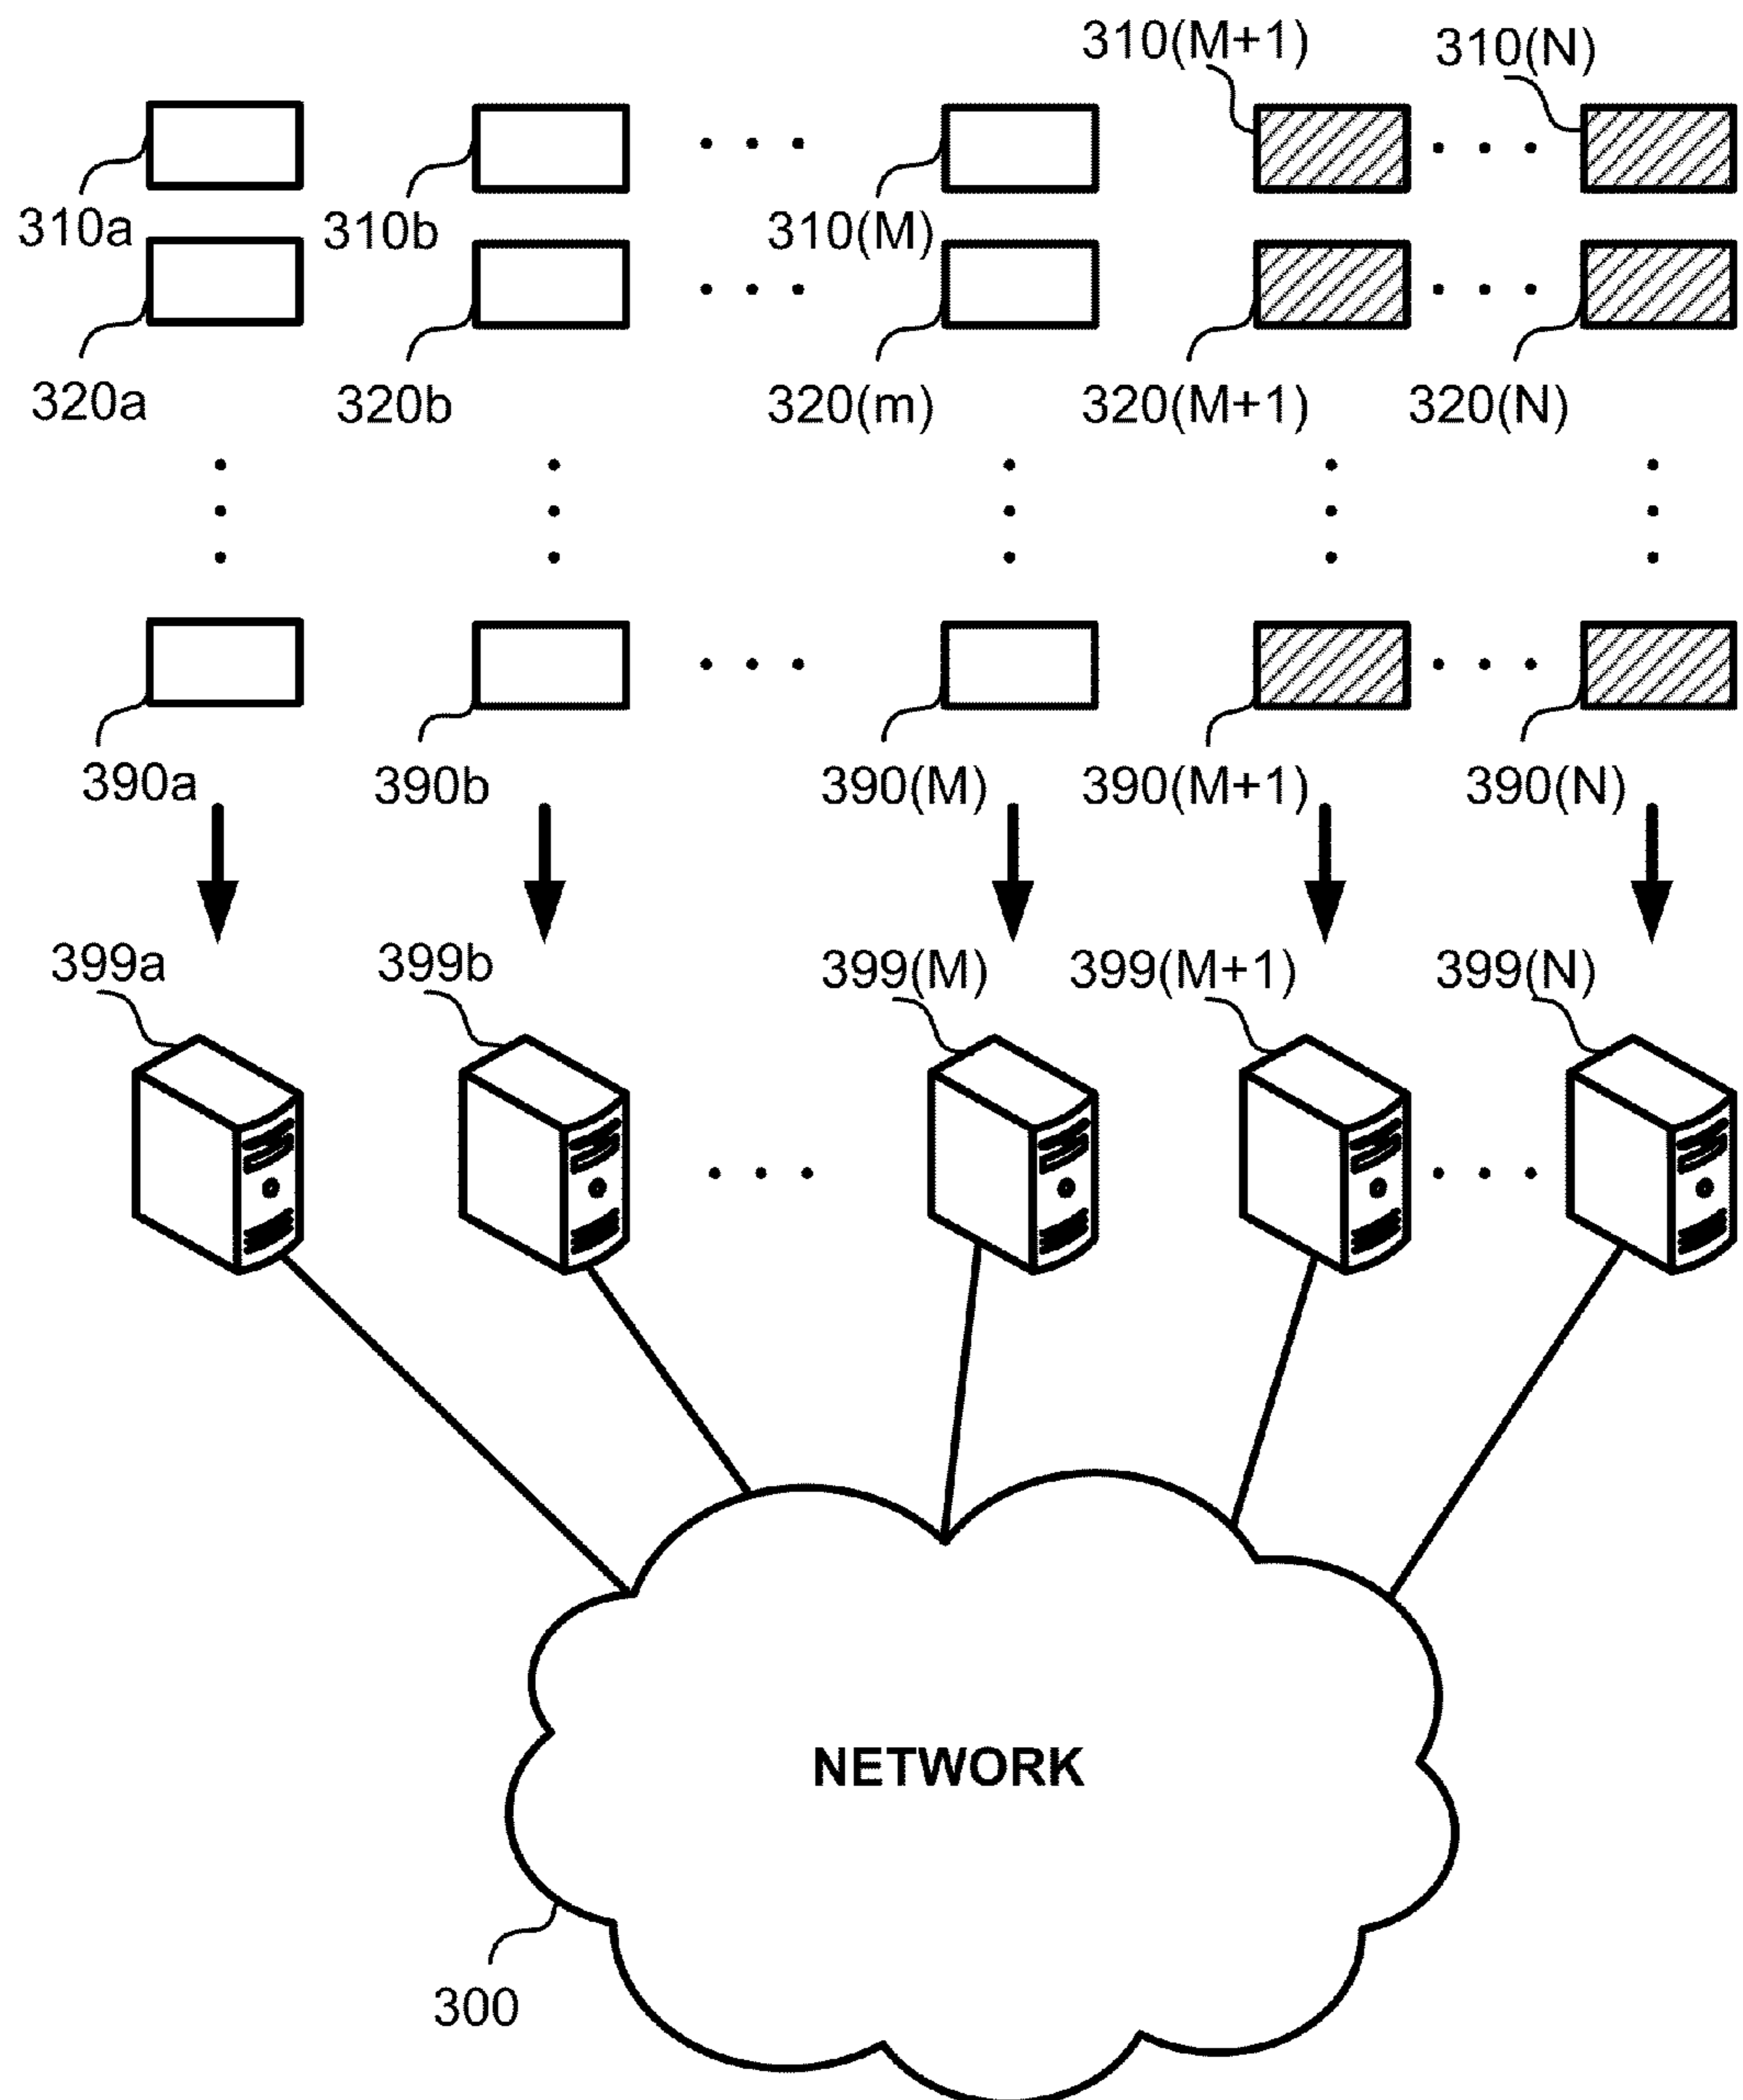 310(M+1) 310(N)
310a 310b 310(M)
320a 320b 320(m) 320(M+1) 320(N)
390a 390b 390(M) 390(M+1) 390(N)
399a 399b 399(M) 399(M+1) 399(N)
NETWORK
300